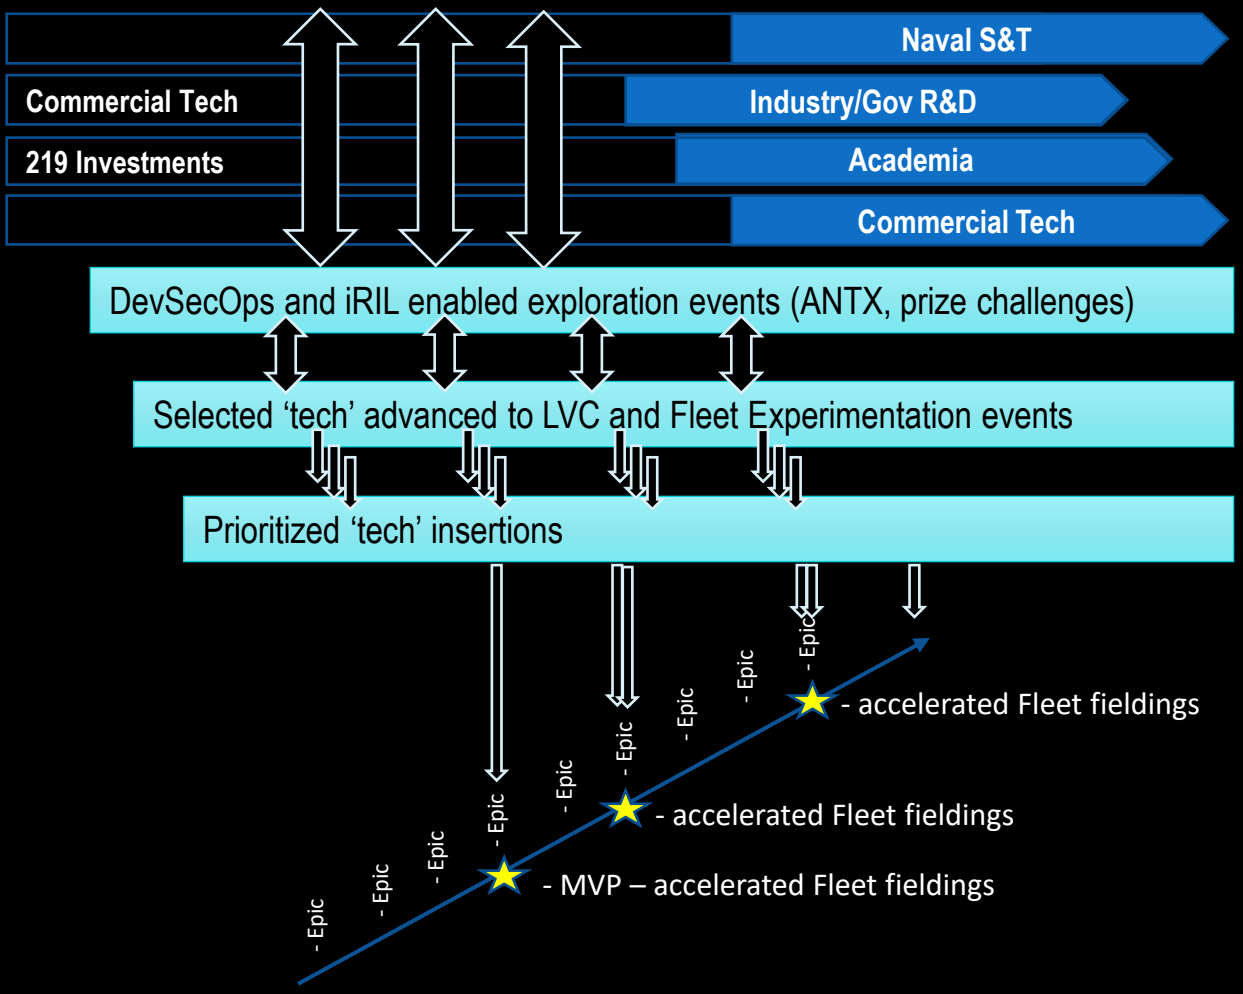 Naval S&T
Commercial Tech
Industry/Gov R&D
219 Investments
Academia
Commercial Tech
DevSecOps and iRIL enabled exploration events (ANTX, prize challenges)
Selected ‘tech’ advanced to LVC and Fleet Experimentation events
Prioritized ‘tech’ insertions
- Epic
- Epic
- Epic
- Epic
- Epic
- Epic
- Epic
- Epic
- Epic
- accelerated Fleet fieldings
- accelerated Fleet fieldings
- MVP – accelerated Fleet fieldings